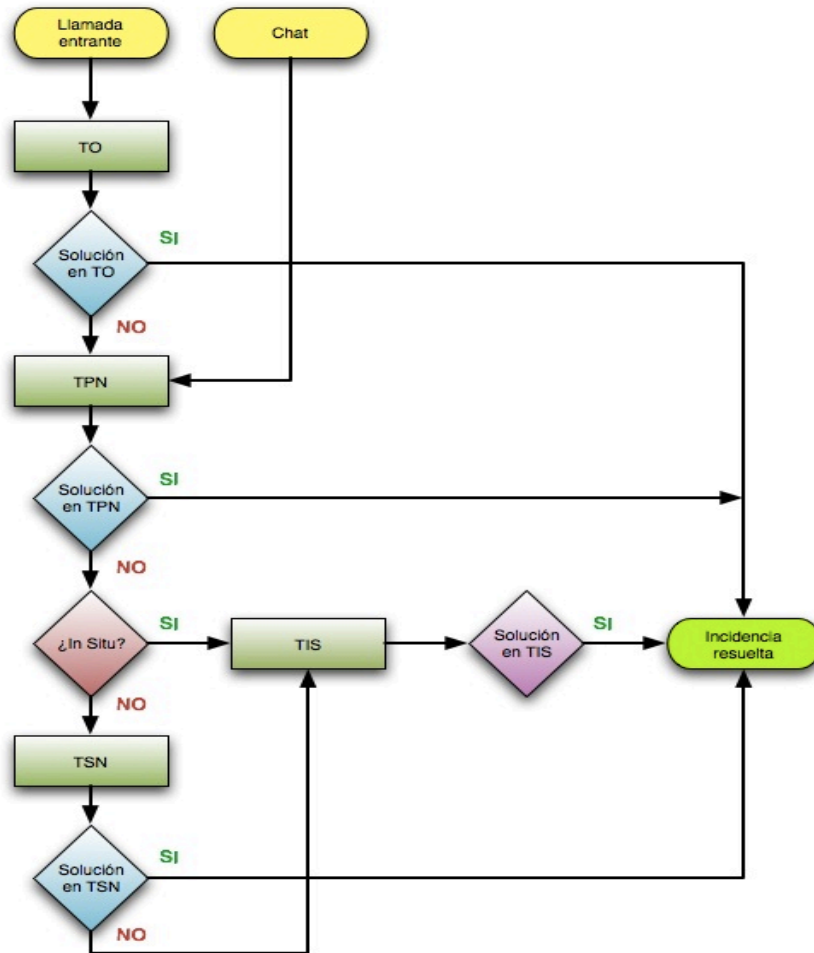 Llamada
entrante
Chat
TO
SI
Solución
en TO
NO
TPN
SI
Solución
en TPN
NO
¿In Situ?
SI
TIS
Solución
en TIS
SI
Incidencia
resuelta
NO
TSN
SI
Solución
en TSN
NO